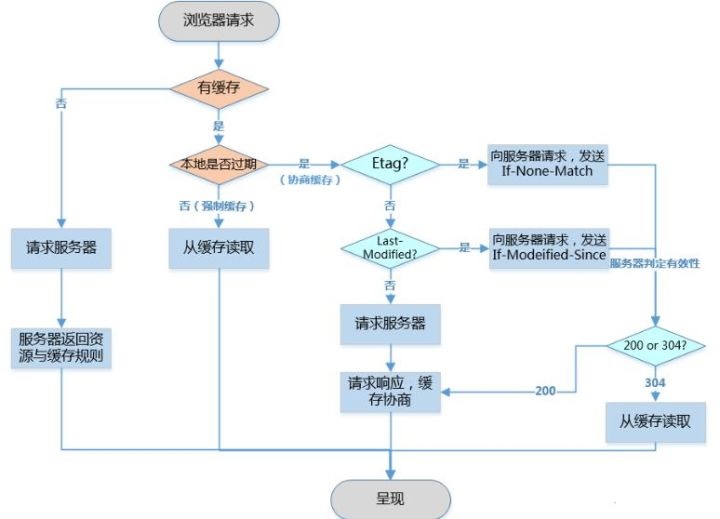 浏览器请求
有缓存
否
是
本地是否过期
是
(协商缓存)
Etag?
是
向服务器请求，发送
If-None-Match
否（强制缓存）
否
请求服务器
从缓存读取
Last-
Modified?
是
向服务器请求，发送
If-Modeified-Since
服务器判定有效性
否
请求服务器
服务器返回资
源与缓存规则
200 or 304?
请求响应，缓
存协商
200
304
从缓存读取
呈现